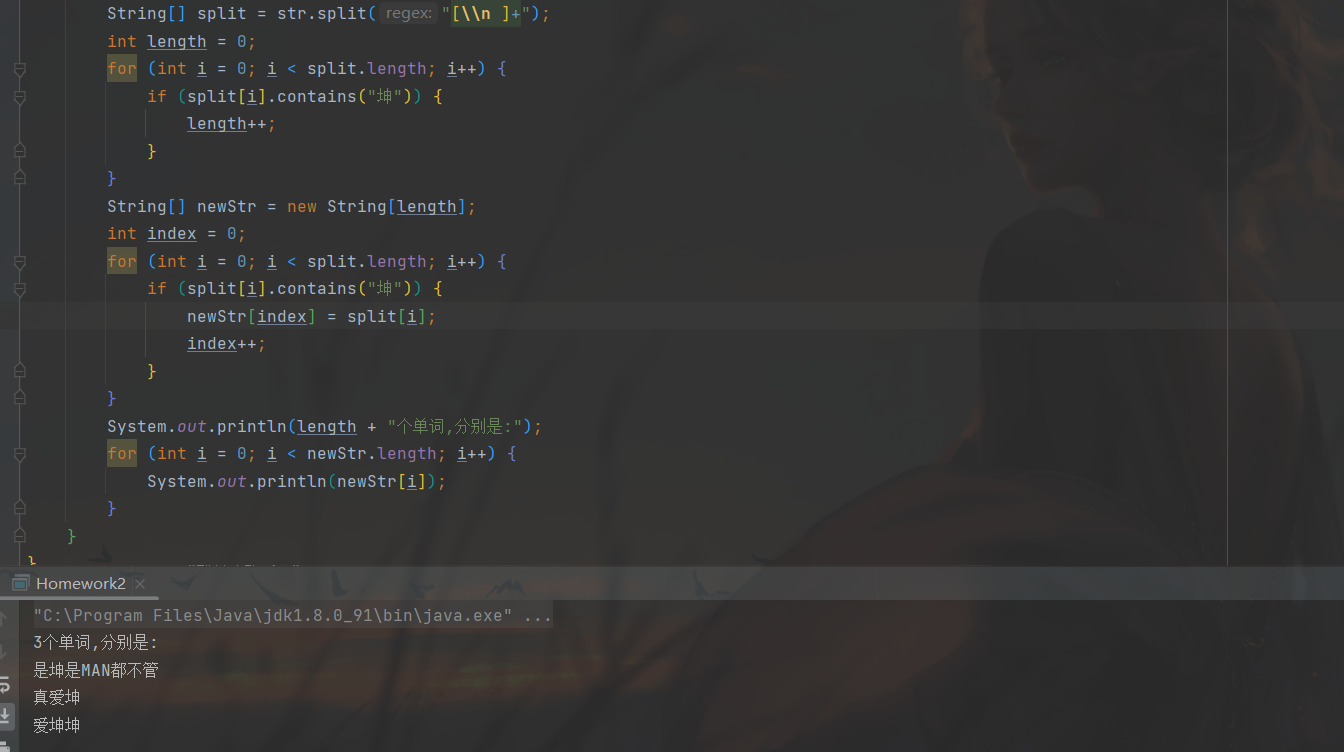 String[] split = str.split( regex: "[\\n ]+");
int length = 0;
for (int i = 0; i < split.length; i++) {
if (split[i].contains("坤")) {
length++;
}
}
String[] newStr = new String[length];
int index = 0;
for (int i = 0; i < split.length; i++) {
if (split[i].contains("坤")) {
newStr[index] = split[i];
index++;
}
}
System.out.println(length + "个单词,分别是:");
for (int i = 0; i < newStr.length; i++) {
System.out.println(newStr[i]);
}
}
}
Homework2 ×
"C:\Program Files\Java\jdk1.8.0_91\bin\java.exe" ...
3个单词,分别是:
是坤是MAN都不管
真爱坤
爱坤坤